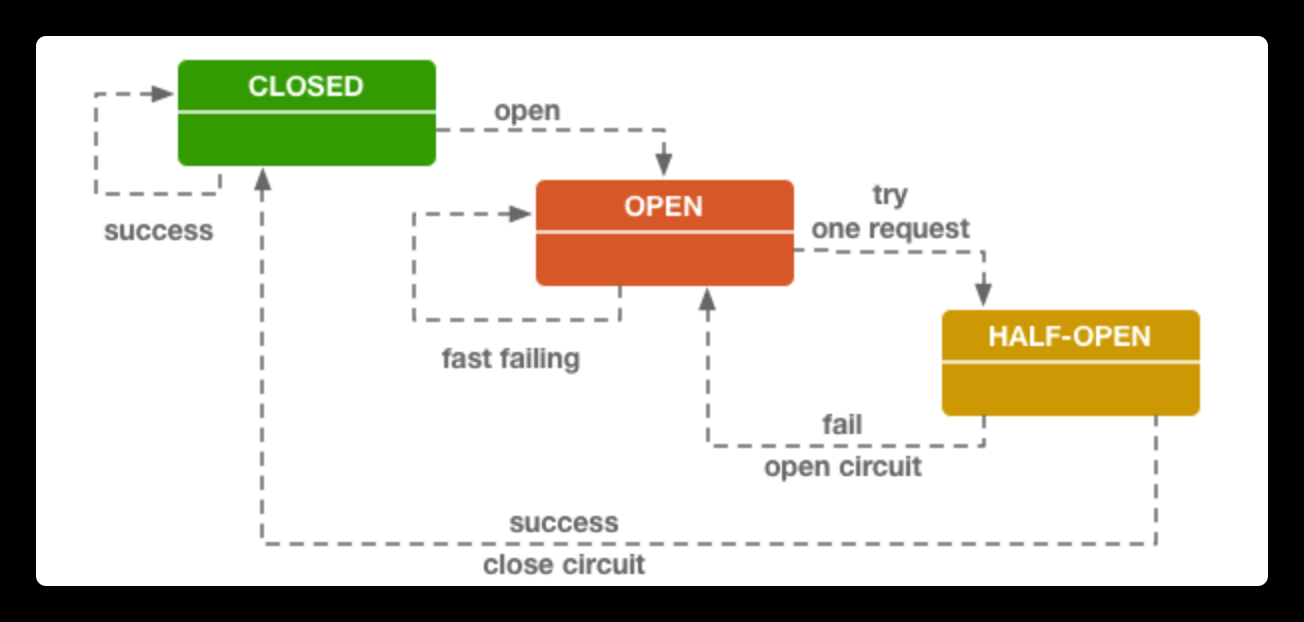 CLOSED
open
success
OPEN
try
one request
fast failing
HALF-OPEN
fail
open circuit
success
close circuit